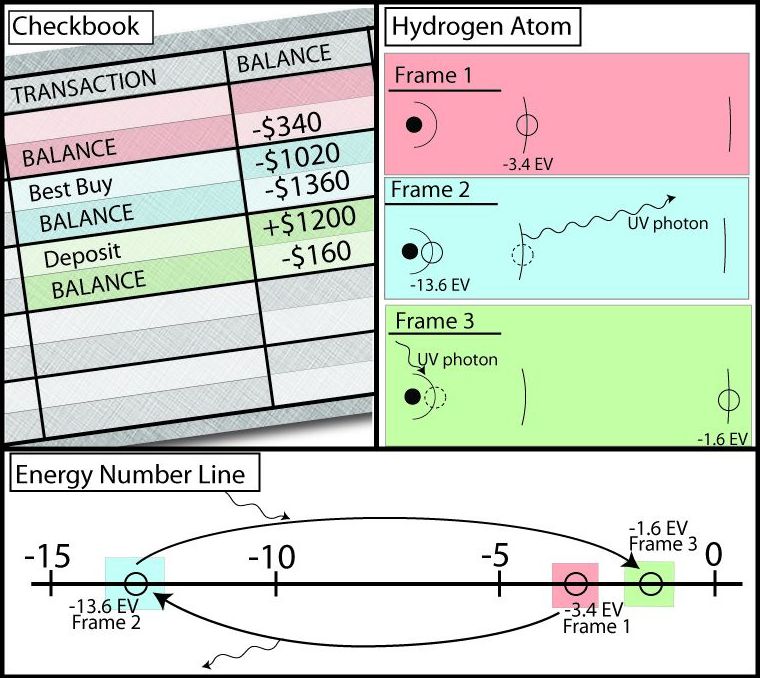 Checkbook
TRANSACTION BALANCE
-$340
BALANCE
Best Buy -$1020
BALANCE -$1360
Deposit +$1200
BALANCE -$160
Hydrogen Atom
Frame 1
-3.4 EV
Frame 2
UV photon
-13.6 EV
Frame 3
UV photon
-1.6 EV
Energy Number Line
-15 -10 -5 0
-1.6 EV
Frame 3
-13.6 EV
Frame 2
-3.4 EV
Frame 1